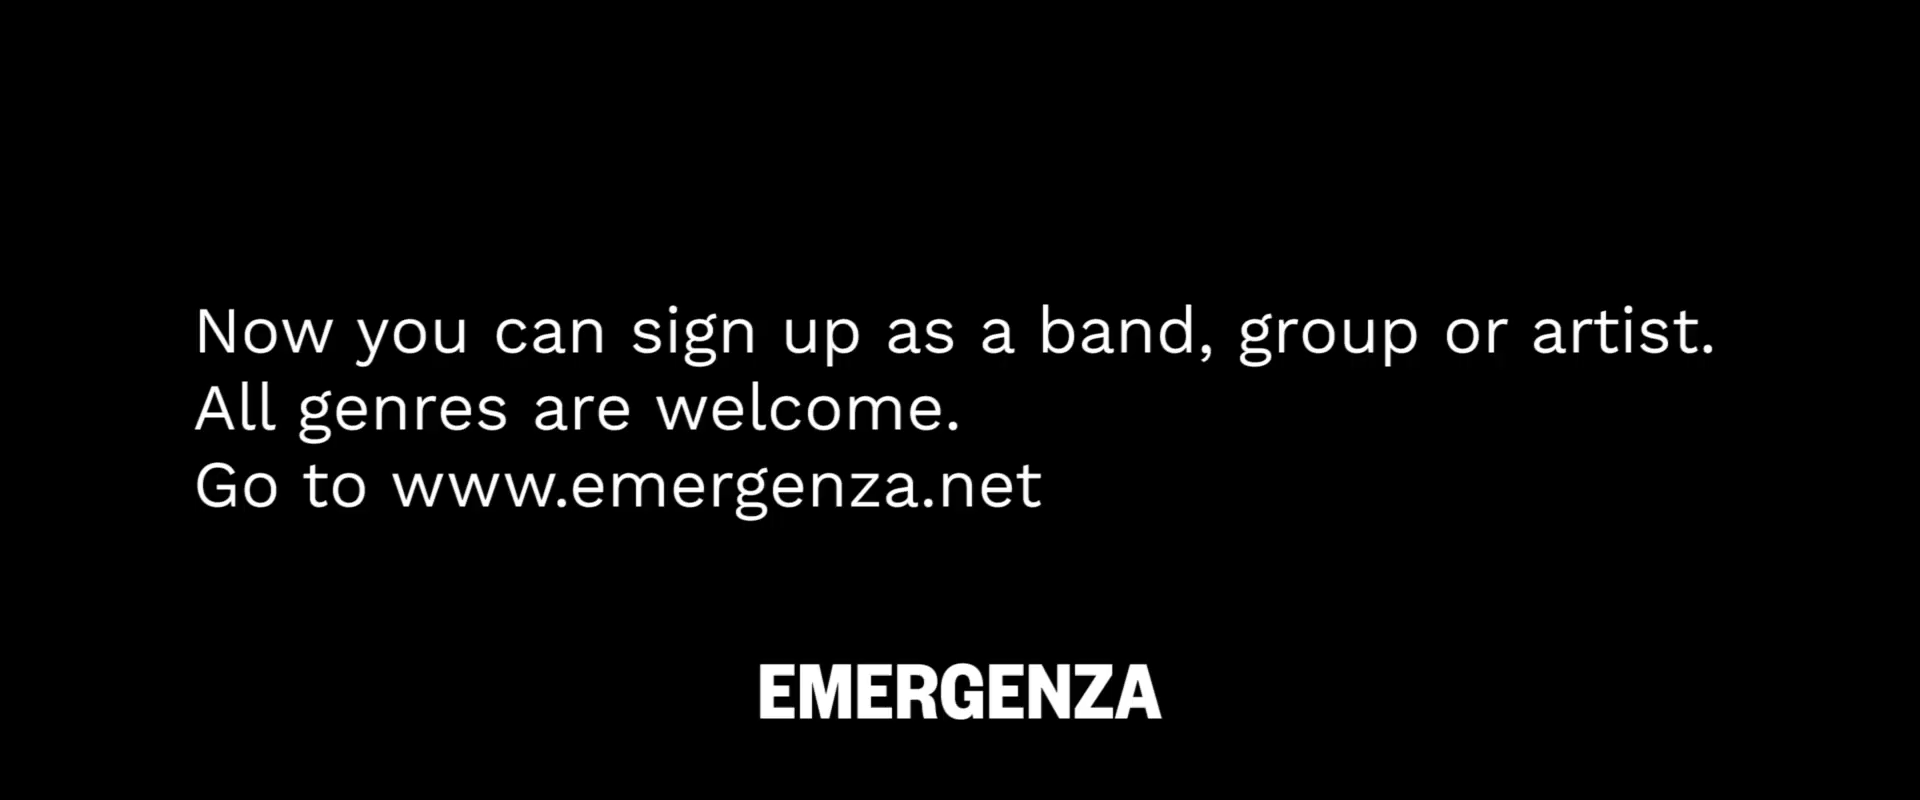 Now you can sign up as a band, group or artist.
All genres are welcome.
Go to www.emergenza.net
EMERGENZA